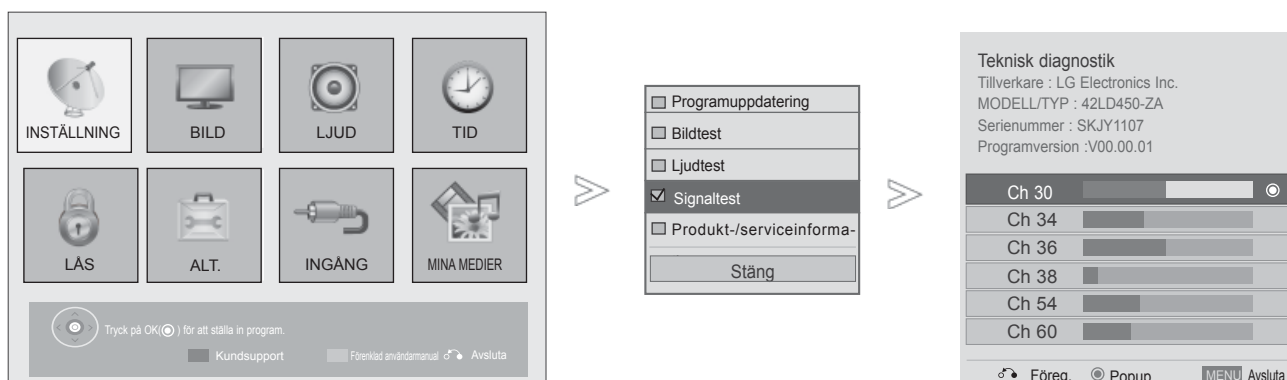 INSTÄLLNING
BILD
LJUD
TID
LÅS
ALT.
INGÅNG
MINA MEDIER
Tryck på OK( ) för att ställa in program.
Kundsupport
Förenklad användarmanual
Avsluta
Programuppdatering
Bildtest
Ljudtest
Signaltest
Produkt-/serviceinforma-
Stäng
Teknisk diagnostik
Tillverkare : LG Electronics Inc.
MODELL/TYP : 42LD450-ZA
Serienummer : SKJY1107
Programversion :V00.00.01
Ch 30
Ch 34
Ch 36
Ch 38
Ch 54
Ch 60
Föreg.
Popup
MENU Avsluta